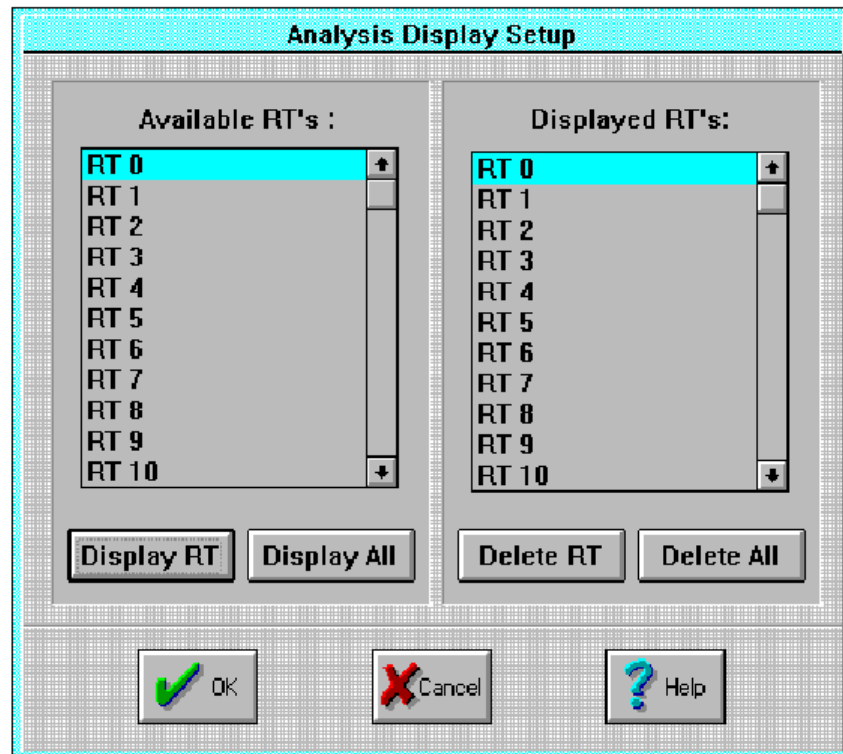 Analysis Display Setup
Available RT's :
RT 0
RT 1
RT 2
RT 3
RT 4
RT 5
RT 6
RT 7
RT 8
RT 9
RT 10
Display RT
Display All
Displayed RT's:
RT 0
RT 1
RT 2
RT 3
RT 4
RT 5
RT 6
RT 7
RT 8
RT 9
RT 10
Delete RT
Delete All
OK
Cancel
Help